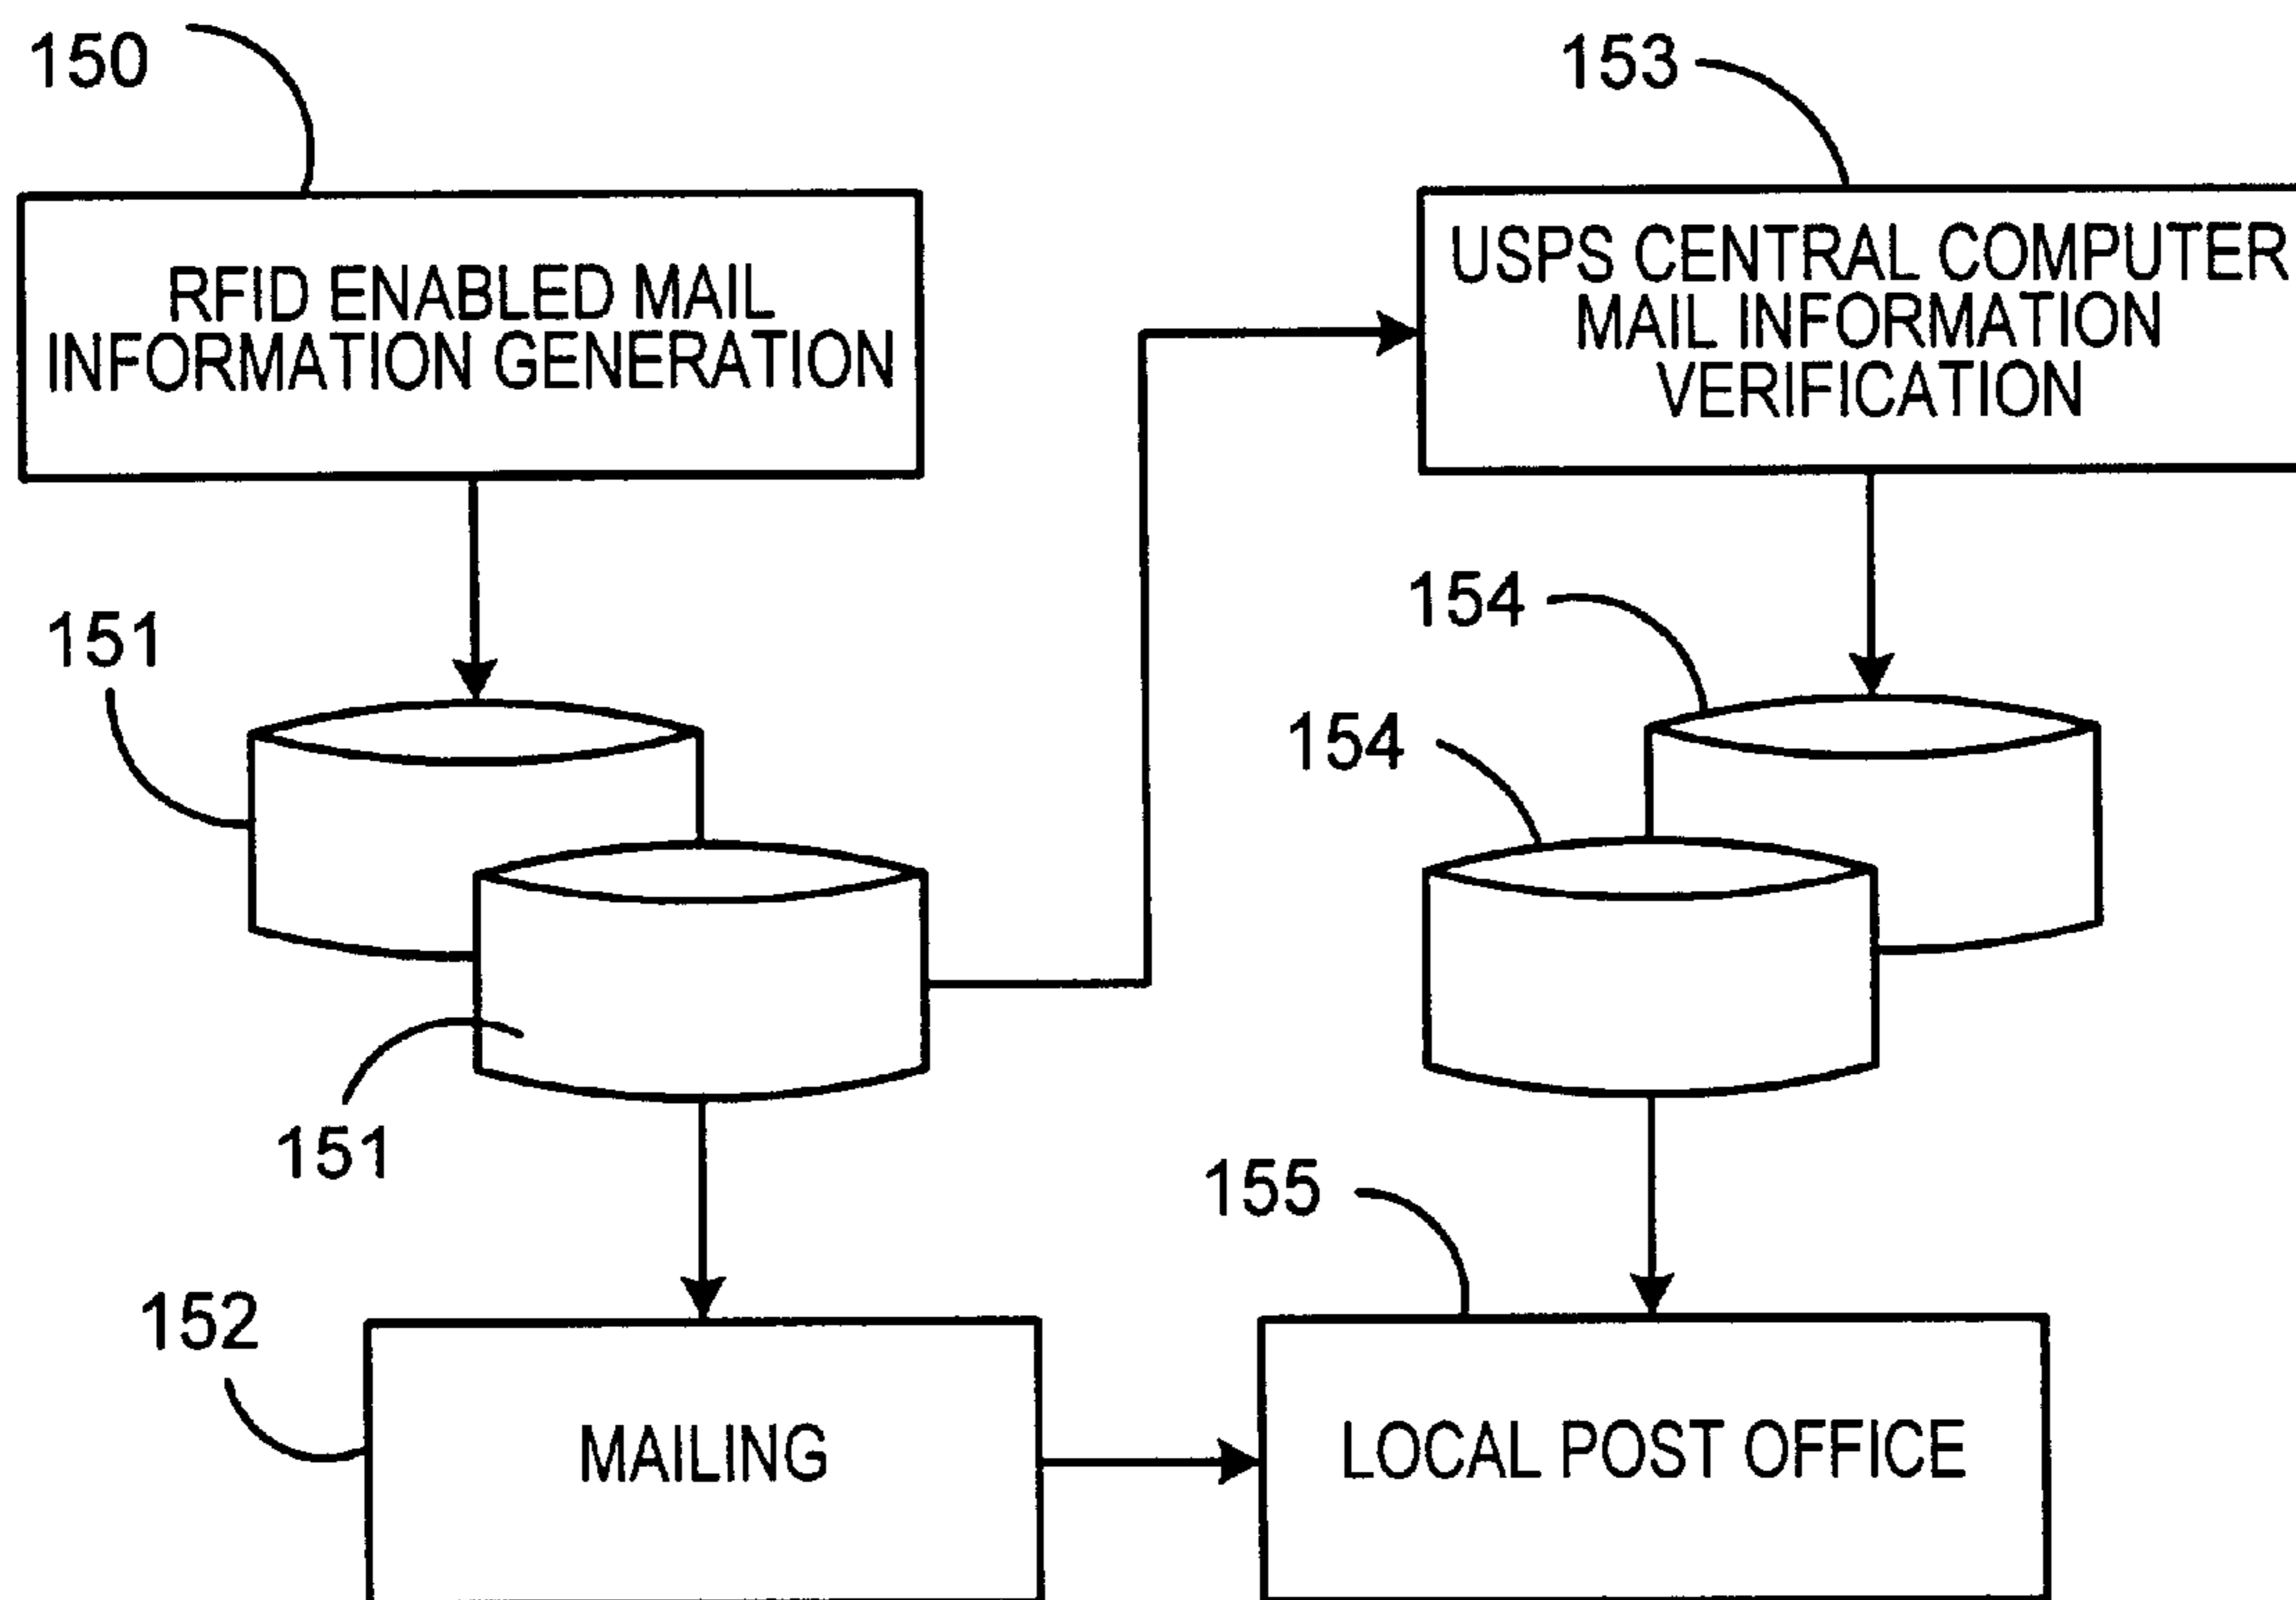 150
153
RFID ENABLED MAIL
INFORMATION GENERATION
USPS CENTRAL COMPUTER
MAIL INFORMATION
VERIFICATION
151
154
154
151
155
152
MAILING
LOCAL POST OFFICE